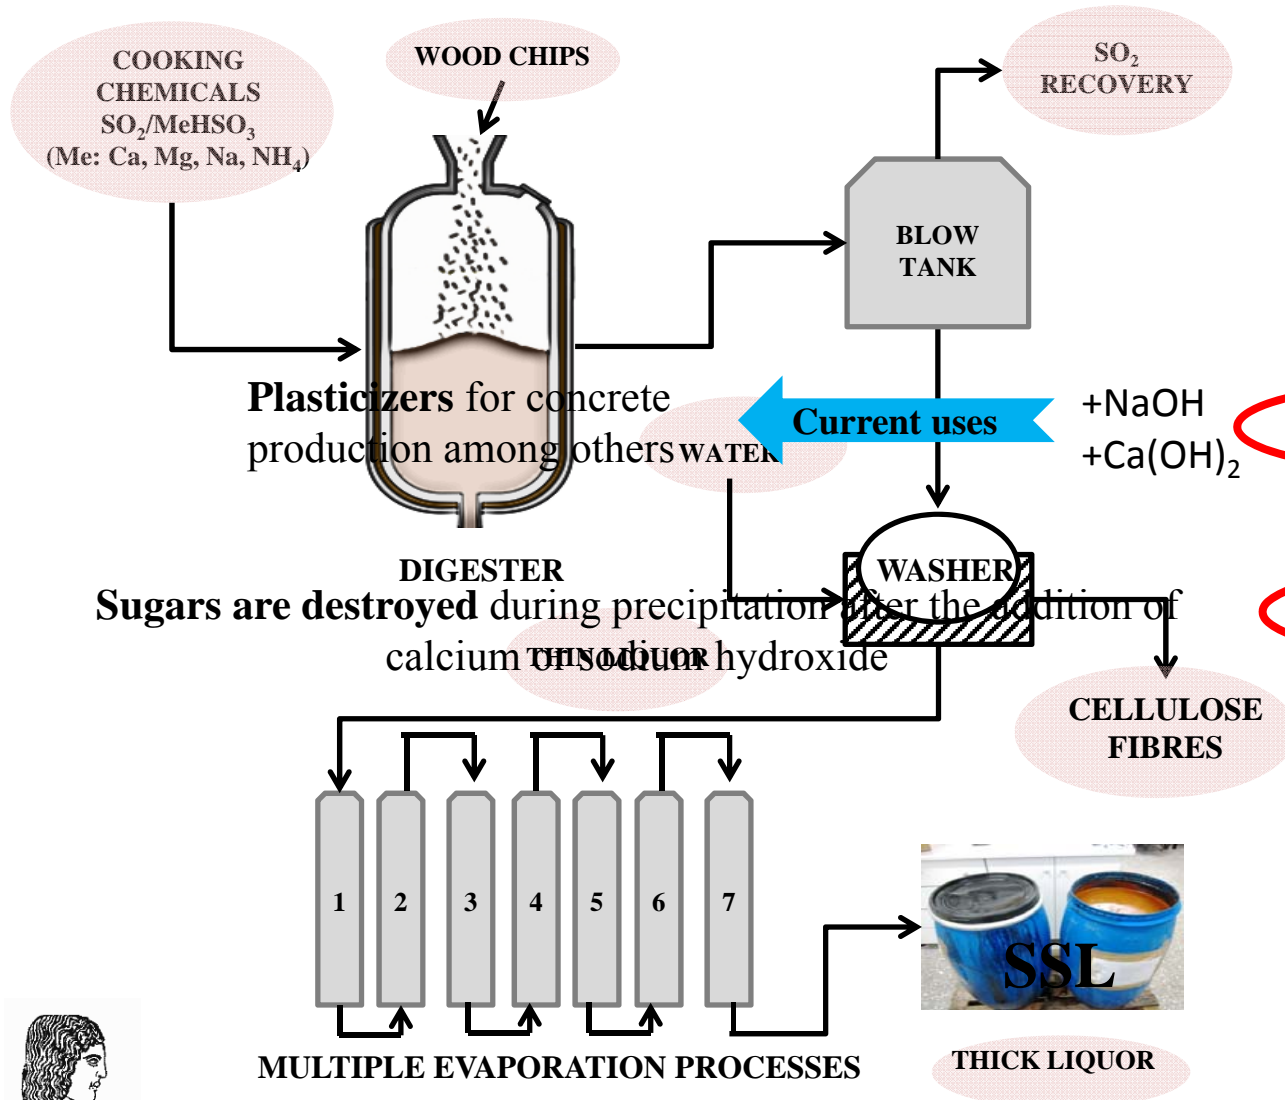 COOKING
CHEMICALS
SO₂/MeHSO₃
(Me: Ca, Mg, Na, NH₄)
WOOD CHIPS
SO₂
RECOVERY
BLOW
TANK
Plasticizers for concrete
production among others
Current uses
+NaOH
+Ca(OH)₂
WATER
DIGESTER
WASHER
Sugars are destroyed during precipitation after the addition of
calcium or sodium hydroxide
THIN LIQUOR
CELLULOSE
FIBRES
1
2
3
4
5
6
7
SSL
MULTIPLE EVAPORATION PROCESSES
THICK LIQUOR